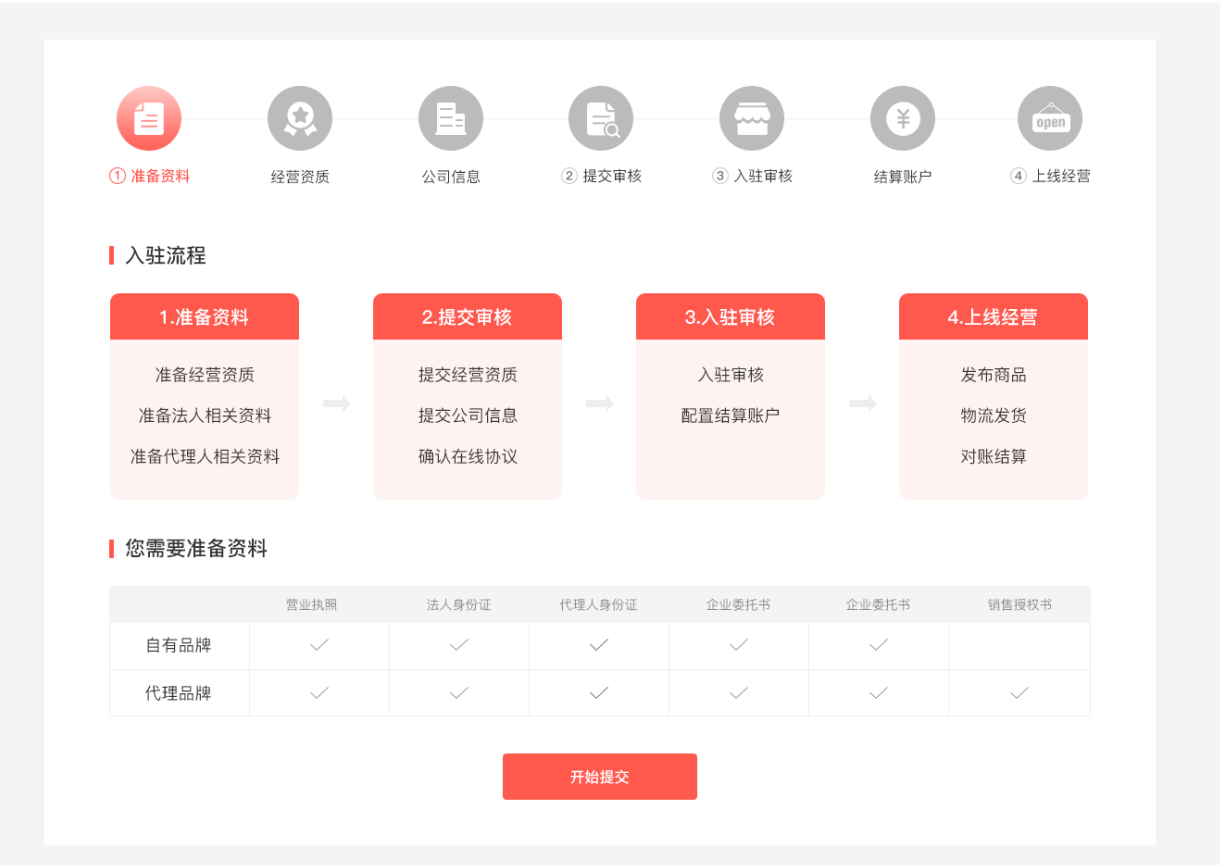 open
① 准备资料 经营资质 公司信息 ② 提交审核 ③ 入驻审核 结算账户 ④ 上线经营
入驻流程
1.准备资料 2.提交审核 3.入驻审核 4.上线经营
准备经营资质 提交经营资质 入驻审核 发布商品
准备法人相关资料 提交公司信息 配置结算账户 物流发货
准备代理人相关资料 确认在线协议 对账结算
您需要准备资料
营业执照 法人身份证 代理人身份证 企业委托书 企业委托书 销售授权书
自有品牌
代理品牌
开始提交